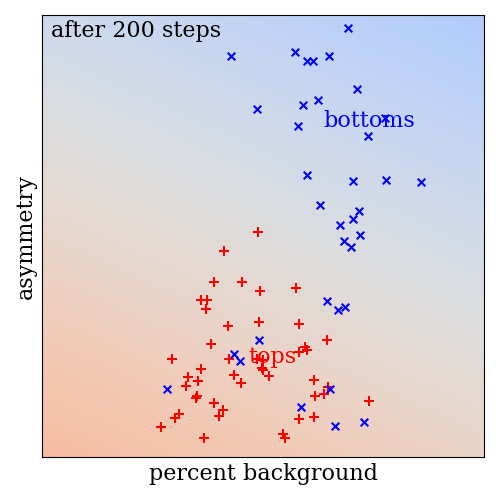 after 200 steps
bottoms
asymmetry
tops
percent background